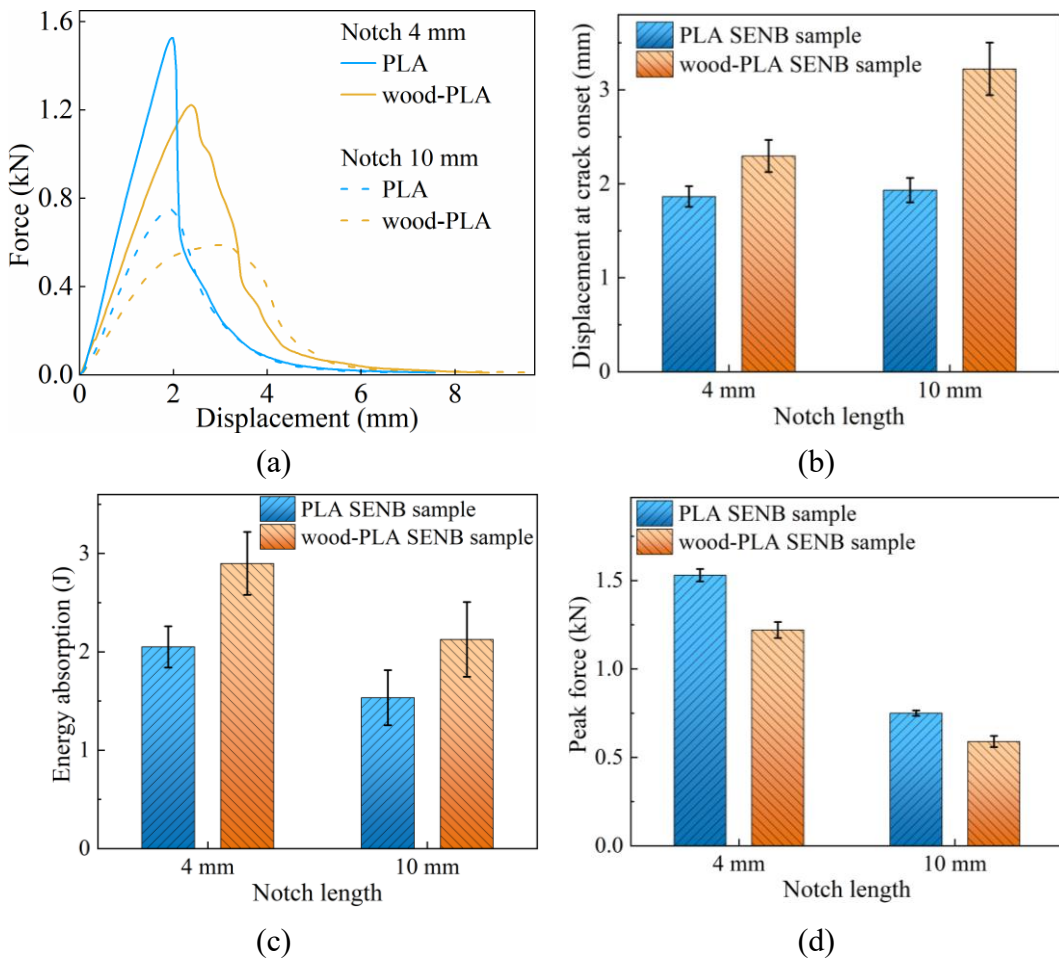 1.6
1.2
0.8
0.4
0.0
0
2
4
6
8
Force (kN)
Displacement (mm)
Notch 4 mm
PLA
wood-PLA
Notch 10 mm
PLA
wood-PLA
(a)
PLA SENB sample
wood-PLA SENB sample
3
2
1
0
Displacement at crack onset (mm)
4 mm
10 mm
Notch length
(b)
PLA SENB sample
wood-PLA SENB sample
3
2
1
0
Energy absorption (J)
4 mm
10 mm
Notch length
(c)
PLA SENB sample
wood-PLA SENB sample
1.5
1.0
0.5
0.0
Peak force (kN)
4 mm
10 mm
Notch length
(d)